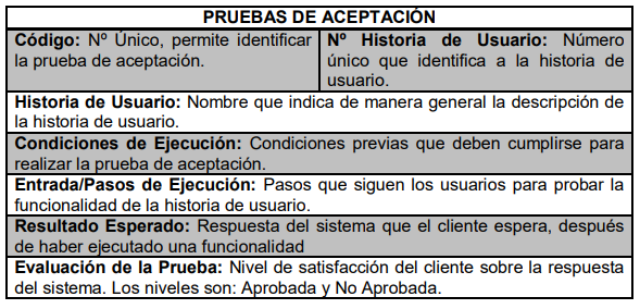 PRUEBAS DE ACEPTACIÓN
Código: Nº Único, permite identificar
la prueba de aceptación.
Nº Historia de Usuario: Número
único que identifica a la historia de
usuario.
Historia de Usuario: Nombre que indica de manera general la descripción de
la historia de usuario.
Condiciones de Ejecución: Condiciones previas que deben cumplirse para
realizar la prueba de aceptación.
Entrada/Pasos de Ejecución: Pasos que siguen los usuarios para probar la
funcionalidad de la historia de usuario.
Resultado Esperado: Respuesta del sistema que el cliente espera, después
de haber ejecutado una funcionalidad
Evaluación de la Prueba: Nivel de satisfacción del cliente sobre la respuesta
del sistema. Los niveles son: Aprobada y No Aprobada.